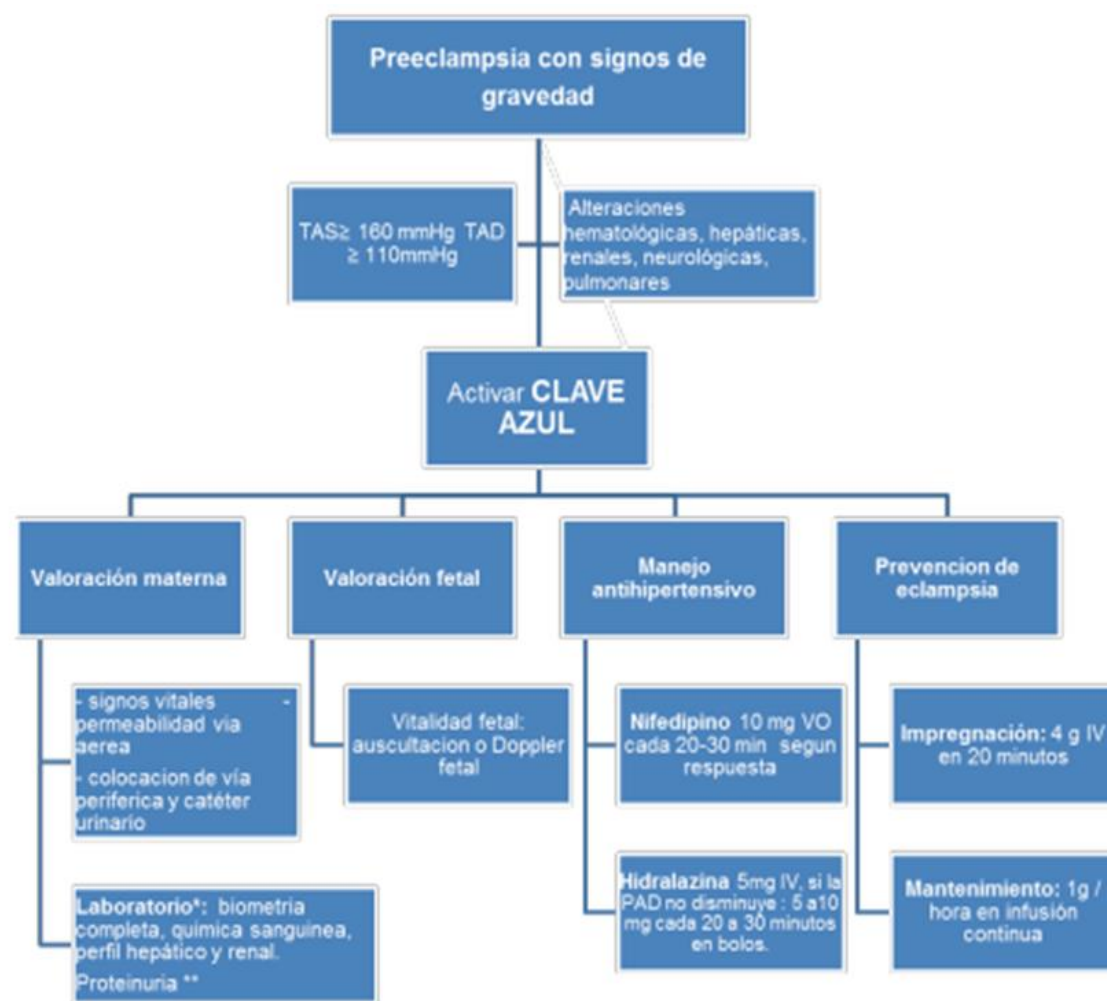 Preeclampsia con signos de
gravedad
TAS≥ 160 mmHg TAD
≥ 110mmHg
Alteraciones
hematológicas, hepáticas,
renales, neurológicas,
pulmonares
Activar CLAVE
AZUL
Valoración materna
Valoración fetal
Manejo
antihipertensivo
Prevencion de
eclampsia
- signos vitales -
permeabilidad via
aerea
- colocacion de vía
periferica y catéter
urinario
Laboratorio*: biometria
completa, química sanguinea,
perfil hepático y renal.
Proteinuria **
Vitalidad fetal:
auscultacion o Doppler
fetal
Nifedipino 10 mg VO
cada 20-30 min segun
respuesta
Hidralazina 5mg IV, si la
PAD no disminuye : 5 a10
mg cada 20 a 30 minutos
en bolos.
Impregnación: 4 g IV
en 20 minutos
Mantenimiento: 1g /
hora en infusión
continua